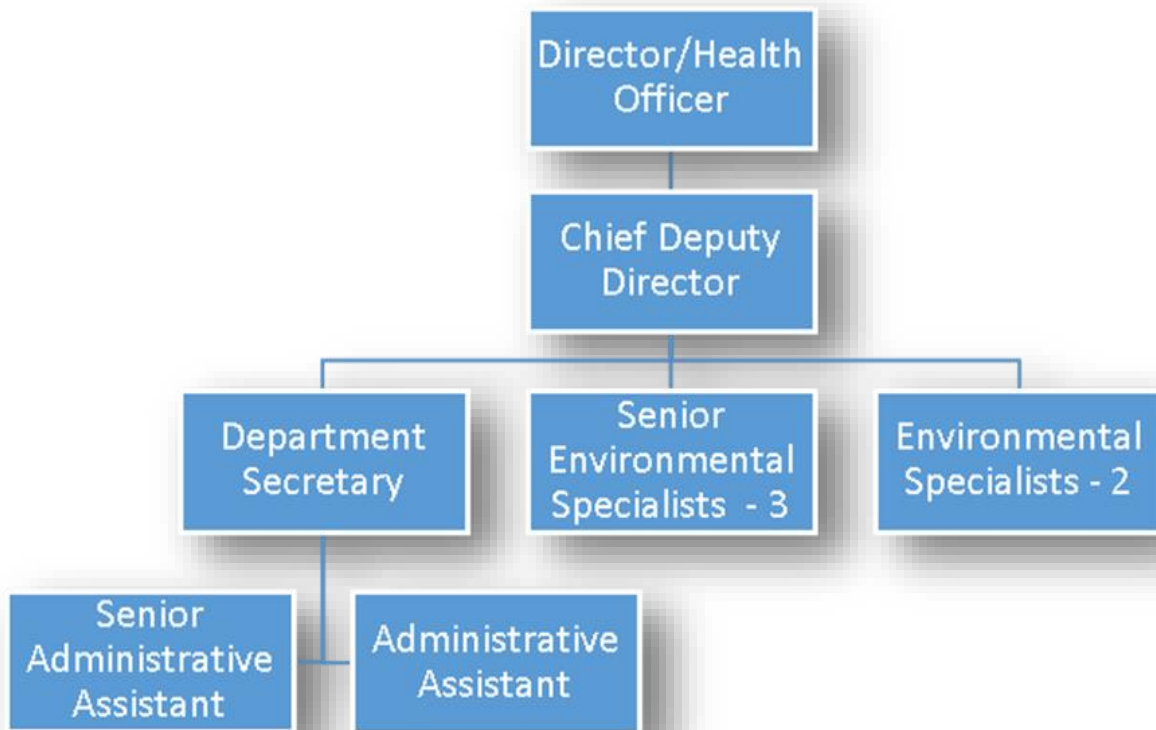 Director/Health
Officer
Chief Deputy
Director
Department
Secretary
Senior
Environmental
Specialists - 3
Environmental
Specialists - 2
Senior
Administrative
Assistant
Administrative
Assistant